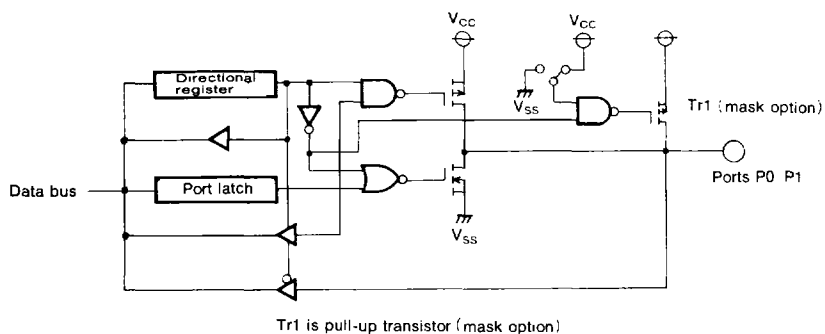 VCC
VCC
Directional
register
VSS
Tr1 (mask option)
Data bus
Port latch
Ports P0 P1
VSS
Tr1 is pull-up transistor (mask option)